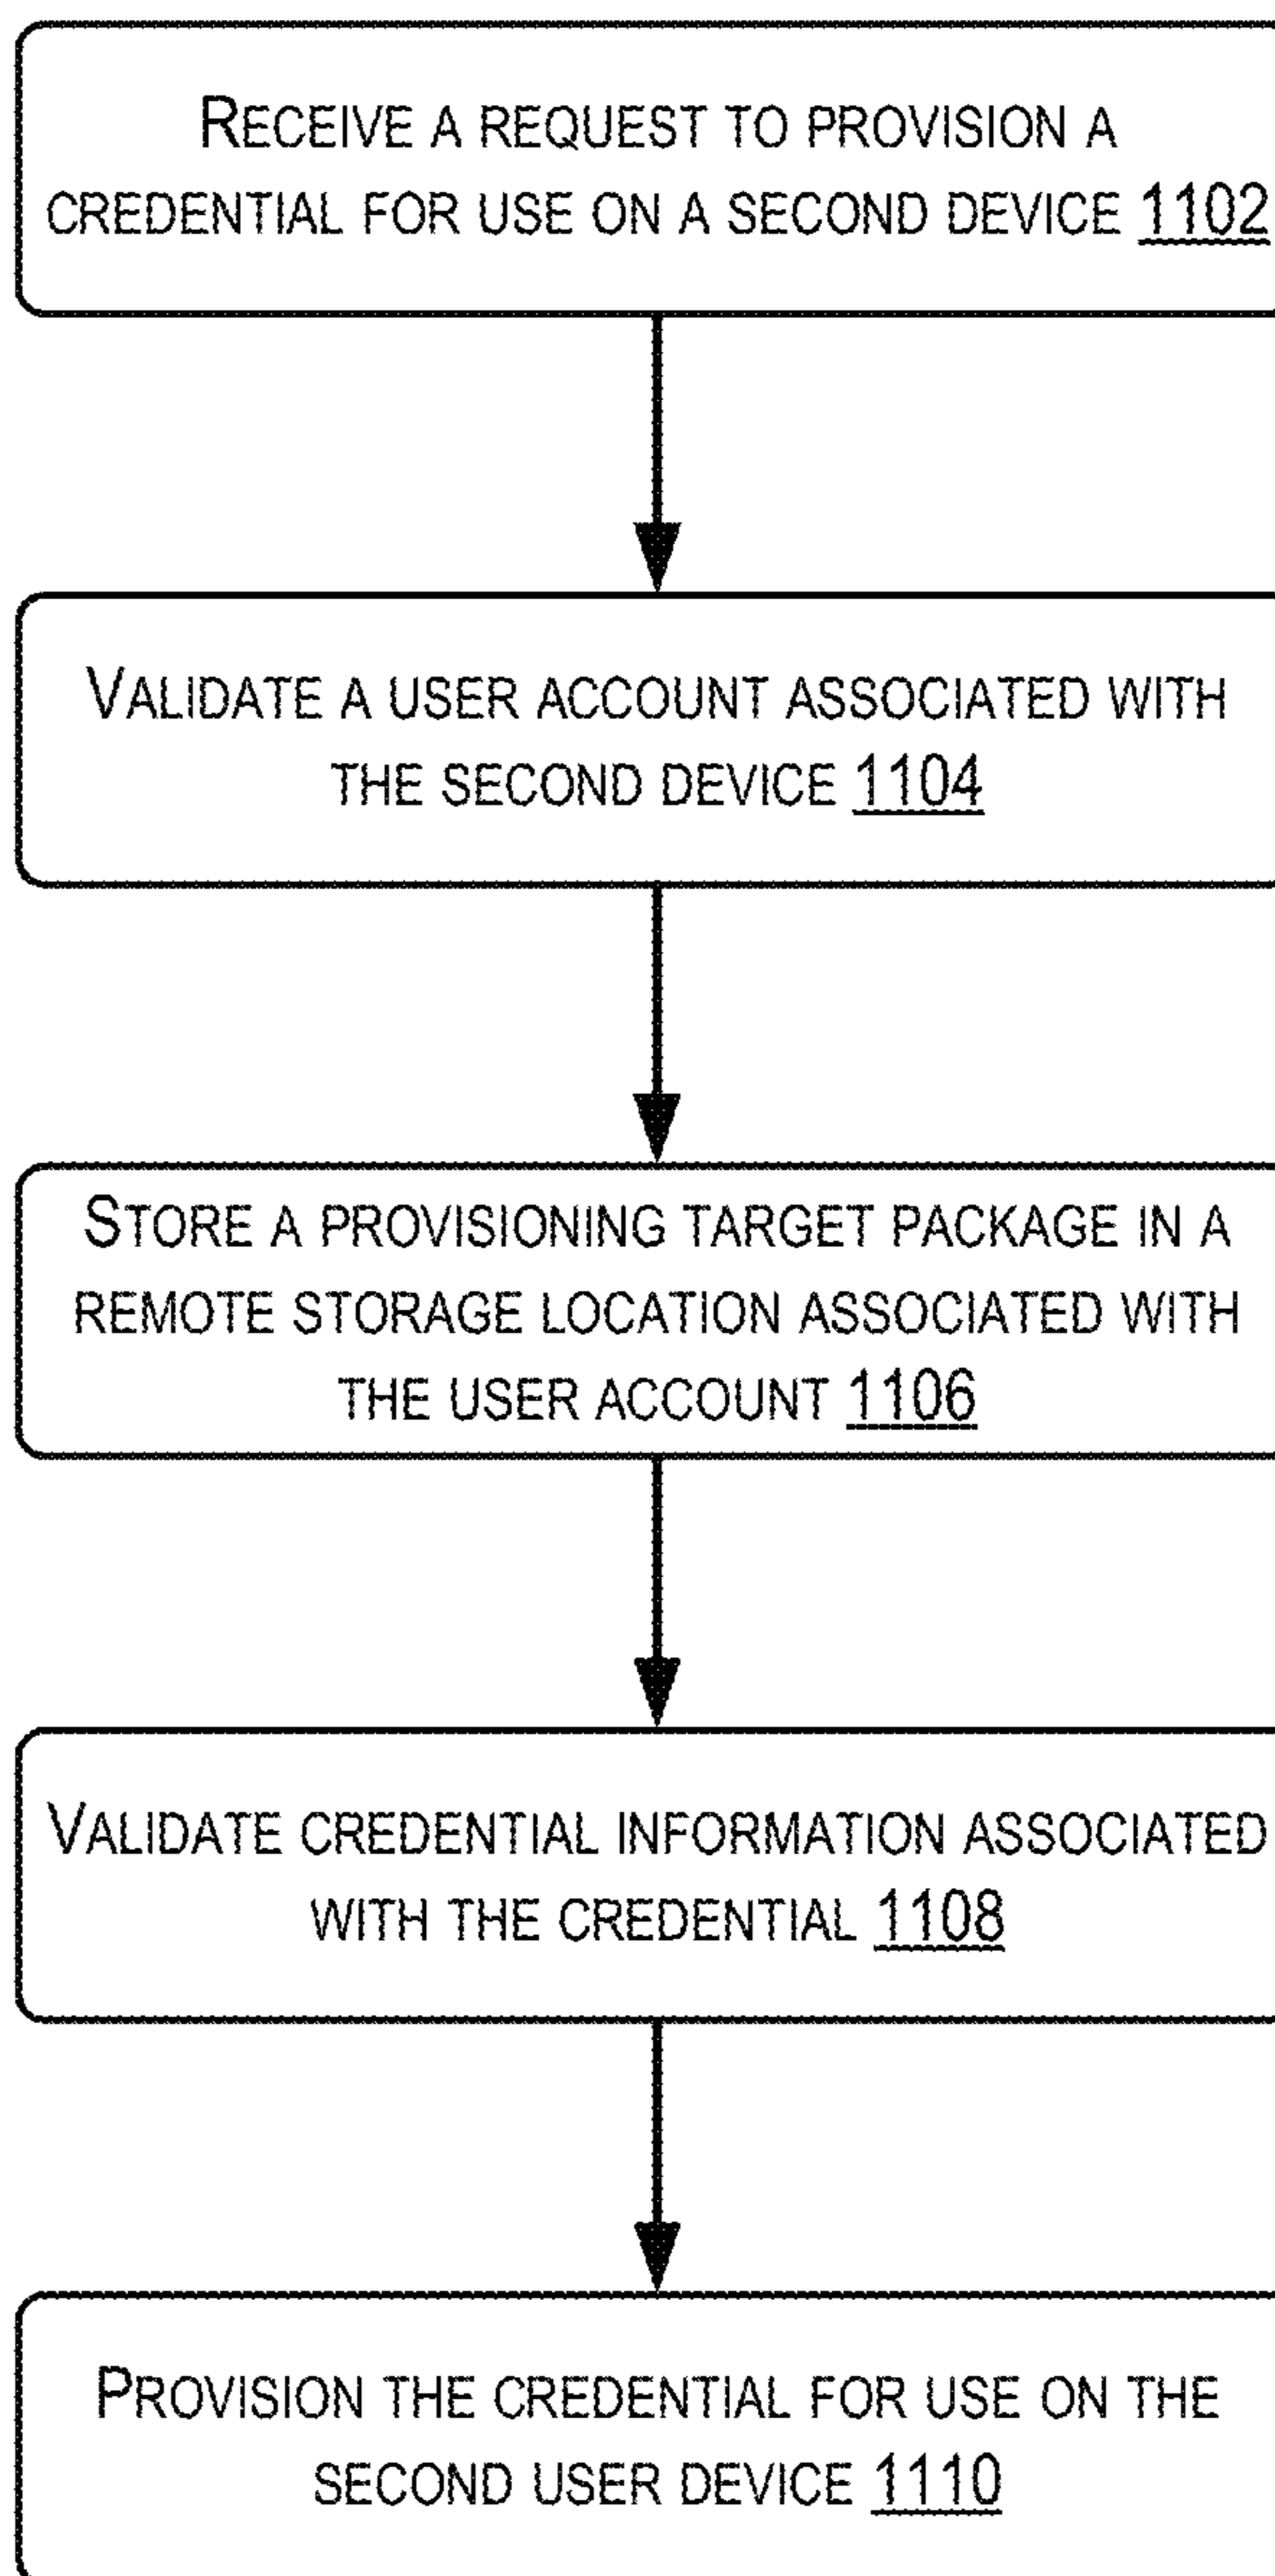 RECEIVE A REQUEST TO PROVISION A
CREDENTIAL FOR USE ON A SECOND DEVICE 1102
VALIDATE A USER ACCOUNT ASSOCIATED WITH
THE SECOND DEVICE 1104
STORE A PROVISIONING TARGET PACKAGE IN A
REMOTE STORAGE LOCATION ASSOCIATED WITH
THE USER ACCOUNT 1106
VALIDATE CREDENTIAL INFORMATION ASSOCIATED
WITH THE CREDENTIAL 1108
PROVISION THE CREDENTIAL FOR USE ON THE
SECOND USER DEVICE 1110